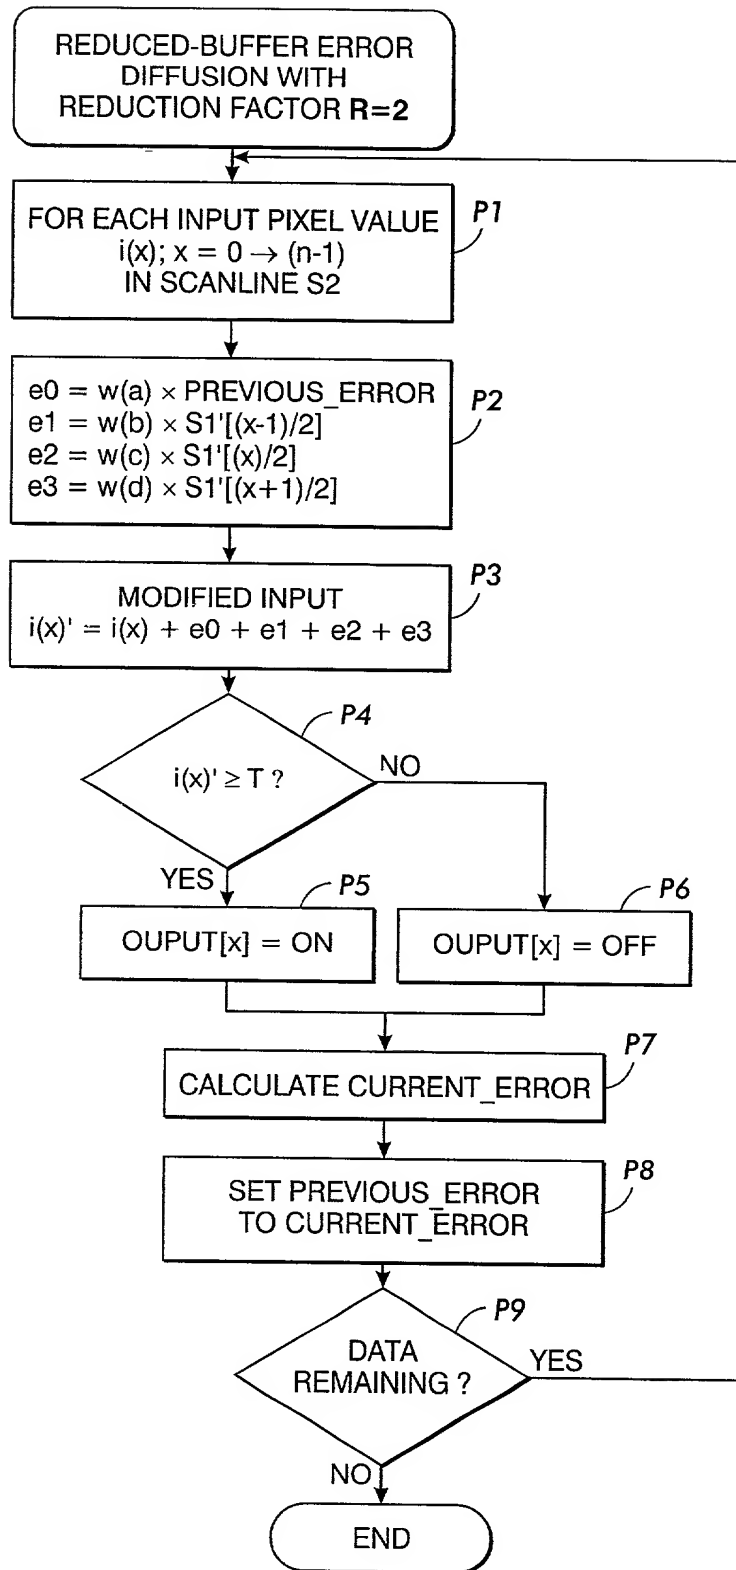 REDUCED-BUFFER ERROR
DIFFUSION WITH
REDUCTION FACTOR R=2
FOR EACH INPUT PIXEL VALUE
i(x); x = 0 → (n-1)
IN SCANLINE S2
P1
e0 = w(a) × PREVIOUS_ERROR
e1 = w(b) × S1'[(x-1)/2]
e2 = w(c) × S1'[(x)/2]
e3 = w(d) × S1'[(x+1)/2]
P2
MODIFIED INPUT
i(x)' = i(x) + e0 + e1 + e2 + e3
P3
i(x)' ≥ T ?
P4
NO
YES
OUPUT[x] = ON
P5
OUPUT[x] = OFF
P6
CALCULATE CURRENT_ERROR
P7
SET PREVIOUS_ERROR
TO CURRENT_ERROR
P8
DATA
REMAINING ?
P9
YES
NO
END